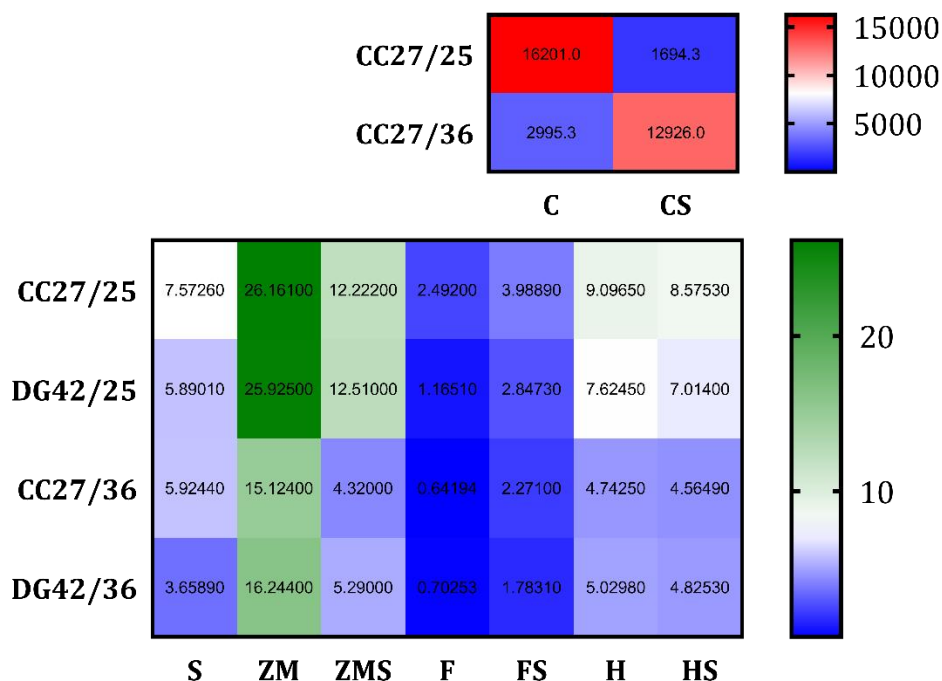 CC27/25 16201.0 1694.3
CC27/36 2995.3 12926.0
C CS
15000
10000
5000
CC27/25 7.57260 26.16100 12.22200 2.49200 3.98890 9.09650 8.57530
DG42/25 5.89010 25.92500 12.51000 1.16510 2.84730 7.62450 7.01400
CC27/36 5.92440 15.12400 4.32000 0.64194 2.27100 4.74250 4.56490
DG42/36 3.65890 16.24400 5.29000 0.70253 1.78310 5.02980 4.82530
S ZM ZMS F FS H HS
20
10